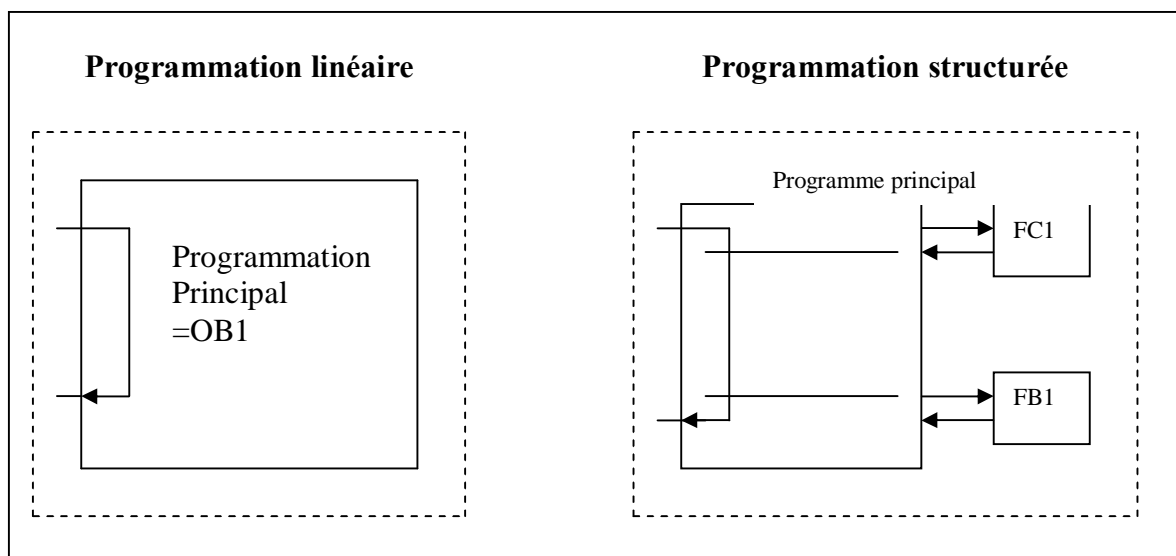 Programmation linéaire
Programmation structurée
Programmation
Principal
=OB1
Programme principal
FC1
FB1